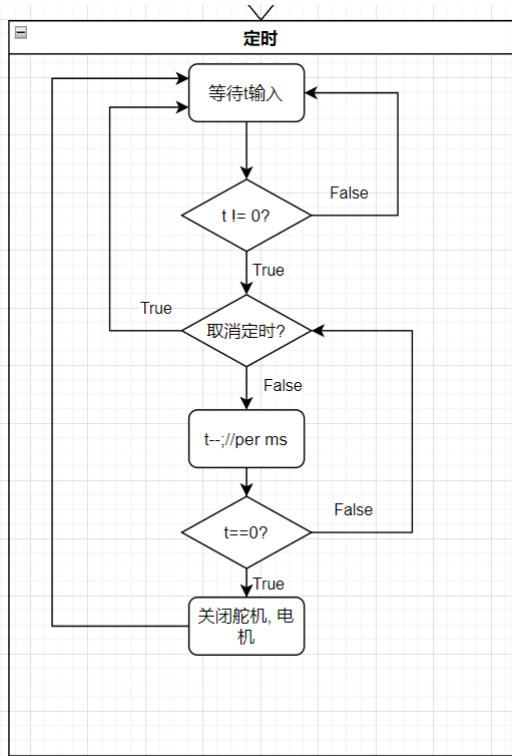 定时
等待t输入
t != 0?
False
True
True
取消定时?
False
t--;//per ms
False
t==0?
True
关闭舵机, 电
机